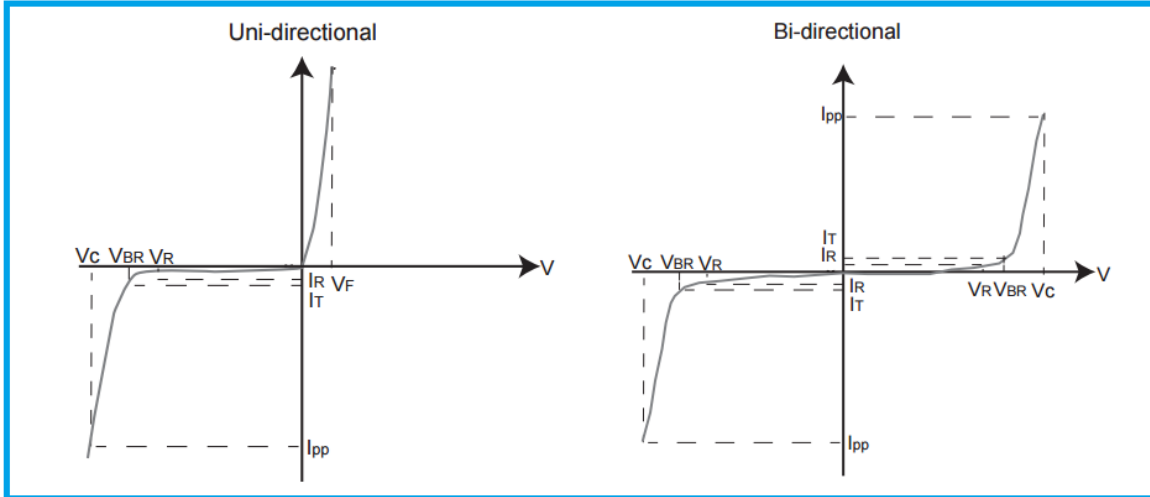 Uni-directional
Bi-directional
Vc VBR VR
IR VF
IT
V
Ipp
Ipp
IT
IR
Vc VBR VR
IR
IT
VR VBR Vc
V
Ipp